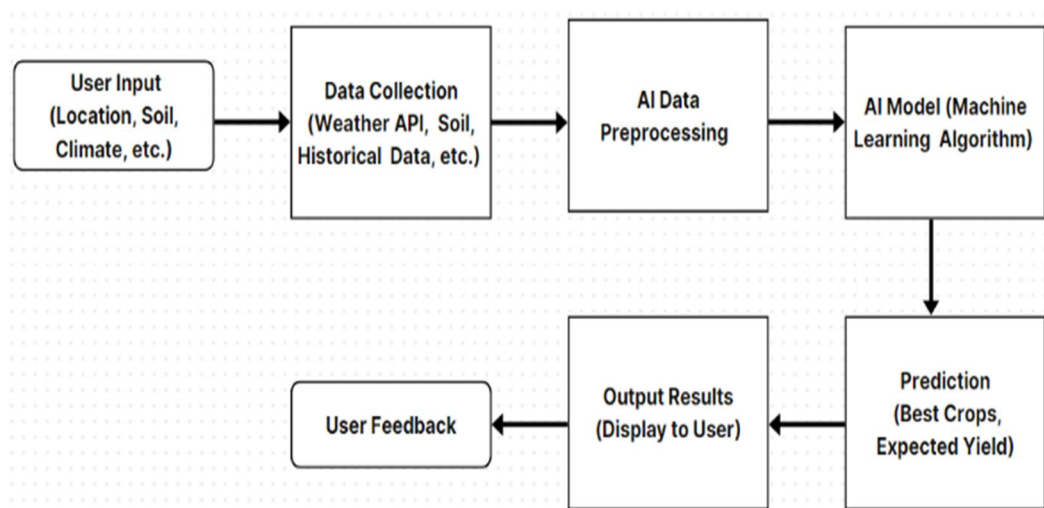 User Input
(Location, Soil,
Climate, etc.)
Data Collection
(Weather API, Soil,
Historical Data, etc.)
AI Data
Preprocessing
AI Model (Machine
Learning Algorithm)
Prediction
(Best Crops,
Expected Yield)
Output Results
(Display to User)
User Feedback